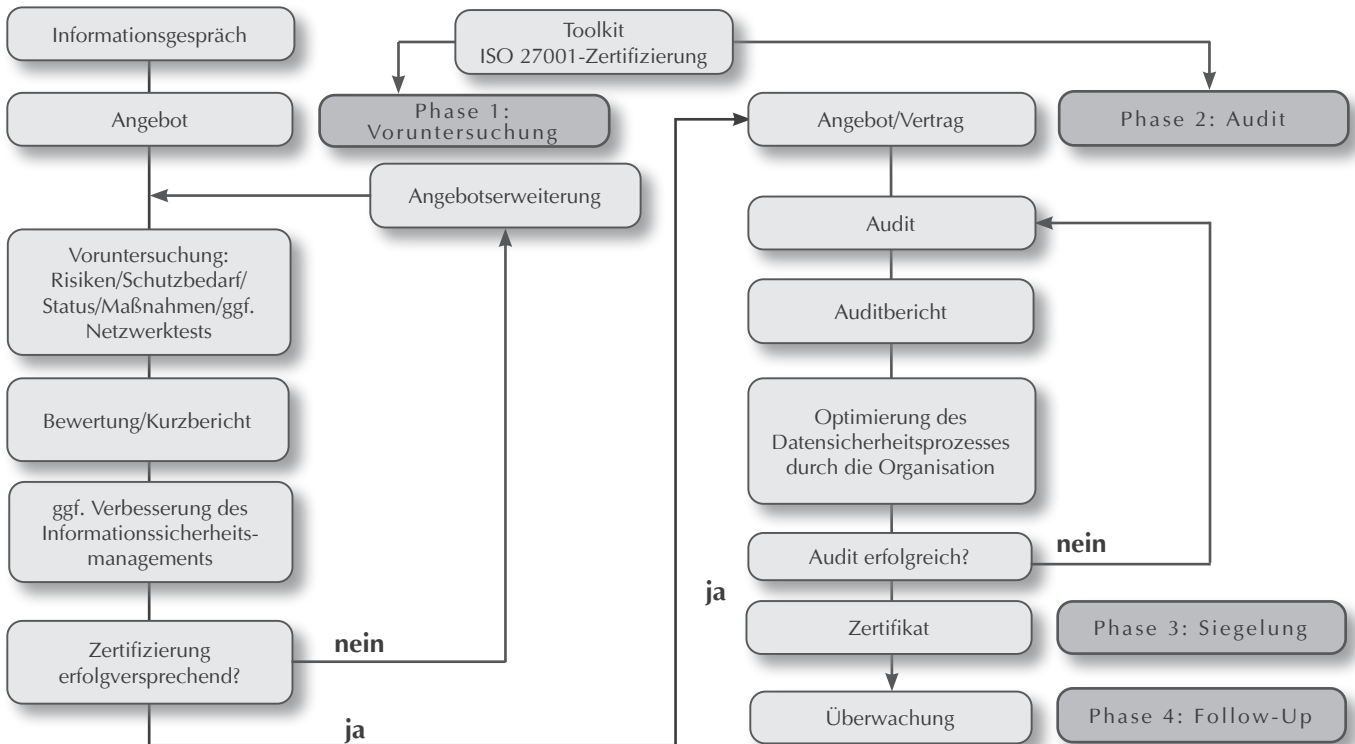 Toolkit
ISO 27001-Zertifizierung
Phase 1:
Voruntersuchung
Informationsgespräch
Angebot
Angebotserweiterung
Voruntersuchung:
Risiken/Schutzbedarf/
Status/Maßnahmen/ggf.
Netzwerktests
Bewertung/Kurzbericht
ggf. Verbesserung des
Informationssicherheits-
managements
Zertifizierung
erfolgversprechend?
nein
ja
Phase 2: Audit
Angebot/Vertrag
Audit
Auditbericht
Optimierung des
Datensicherheitsprozesses
durch die Organisation
Audit erfolgreich?
nein
ja
Zertifikat
Phase 3: Siegelung
Überwachung
Phase 4: Follow-Up